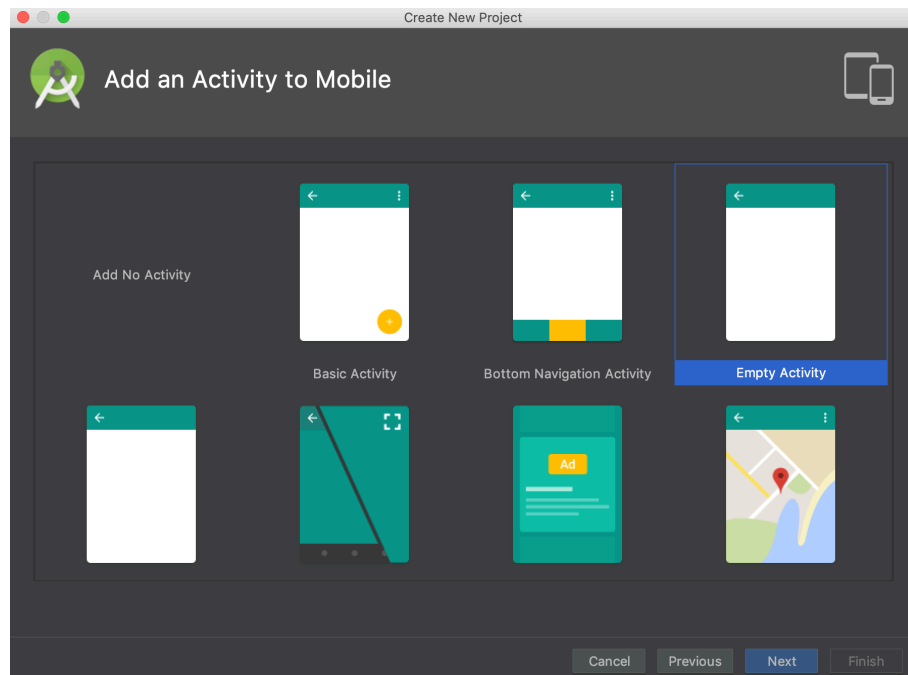 Create New Project
Add an Activity to Mobile
Add No Activity
Basic Activity
Bottom Navigation Activity
Empty Activity
Ad
Cancel
Previous
Next
Finish